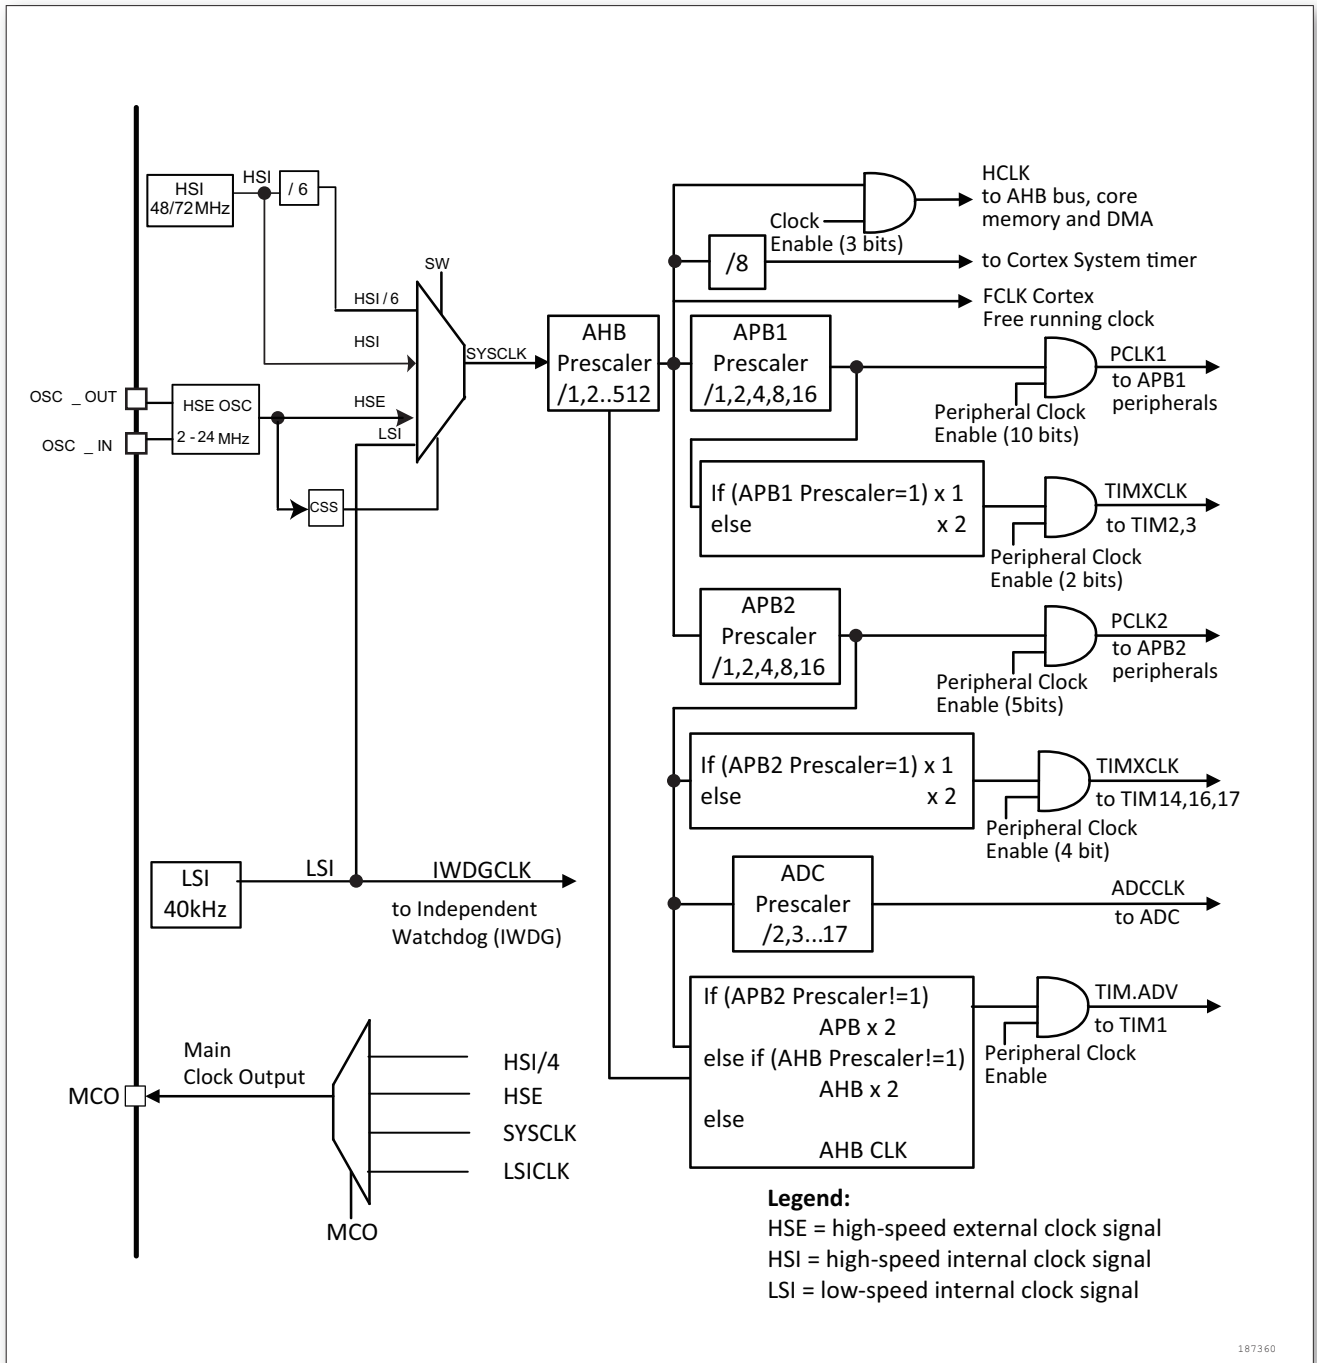 HSI
48/72MHz
HSI
/ 6
SW
HSI / 6
HSI
HSE
LSI
SYSCLK
OSC _ OUT
OSC _ IN
HSE OSC
2 - 24 MHz
CSS
AHB
Prescaler
/1,2..512
Clock
Enable (3 bits)
HCLK
to AHB bus, core
memory and DMA
/8
to Cortex System timer
FCLK Cortex
Free running clock
APB1
Prescaler
/1,2,4,8,16
Peripheral Clock
Enable (10 bits)
PCLK1
to APB1
peripherals
If (APB1 Prescaler=1) x 1
else x 2
Peripheral Clock
Enable (2 bits)
TIMXCLK
to TIM2,3
APB2
Prescaler
/1,2,4,8,16
Peripheral Clock
Enable (5bits)
PCLK2
to APB2
peripherals
If (APB2 Prescaler=1) x 1
else x 2
Peripheral Clock
Enable (4 bit)
TIMXCLK
to TIM14,16,17
LSI
40kHz
LSI
IWDGCLK
to Independent
Watchdog (IWDG)
ADC
Prescaler
/2,3...17
ADCCLK
to ADC
If (APB2 Prescaler!=1)
APB x 2
else if (AHB Prescaler!=1)
AHB x 2
else
AHB CLK
Peripheral Clock
Enable
TIM.ADV
to TIM1
MCO
Main
Clock Output
HSI/4
HSE
SYSCLK
LSICLK
MCO
Legend:
HSE = high-speed external clock signal
HSI = high-speed internal clock signal
LSI = low-speed internal clock signal
187360